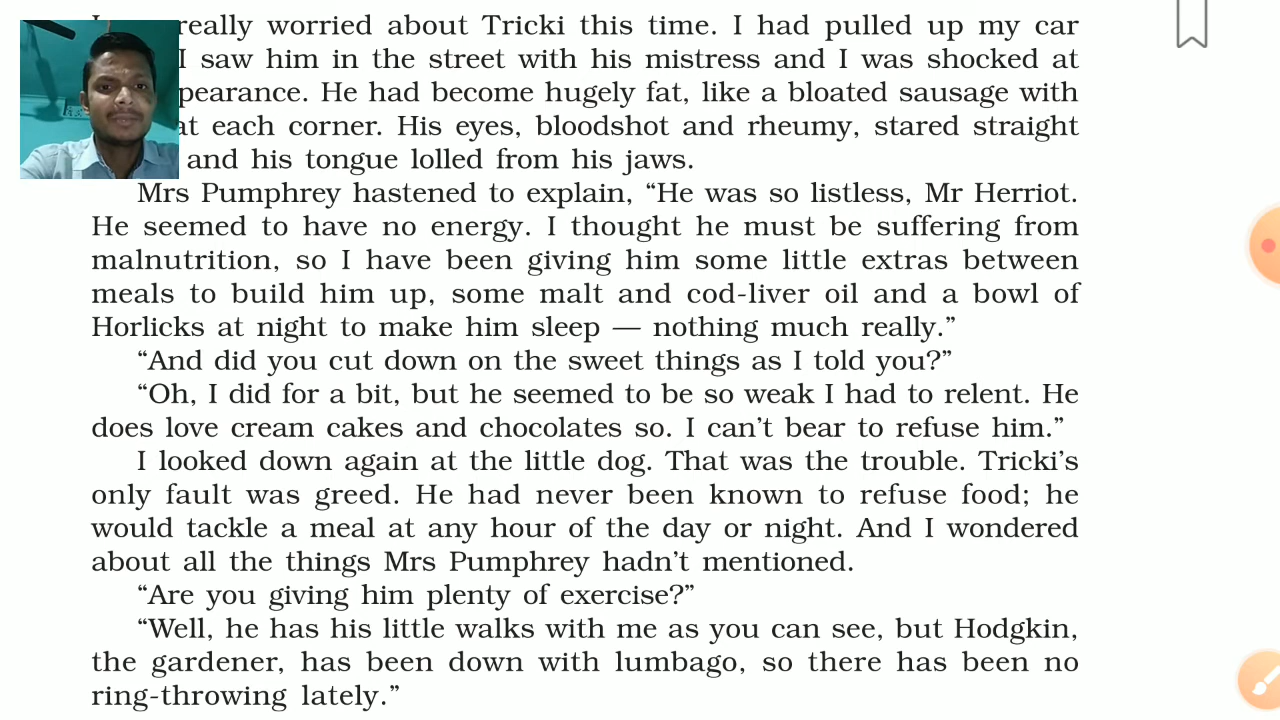 really worried about Tricki this time. I had pulled up my car
I saw him in the street with his mistress and I was shocked at
pearance. He had become hugely fat, like a bloated sausage with
at each corner. His eyes, bloodshot and rheumy, stared straight
and his tongue lolled from his jaws.
Mrs Pumphrey hastened to explain, “He was so listless, Mr Herriot.
He seemed to have no energy. I thought he must be suffering from
malnutrition, so I have been giving him some little extras between
meals to build him up, some malt and cod-liver oil and a bowl of
Horlicks at night to make him sleep — nothing much really.”
“And did you cut down on the sweet things as I told you?”
“Oh, I did for a bit, but he seemed to be so weak I had to relent. He
does love cream cakes and chocolates so. I can’t bear to refuse him.”
I looked down again at the little dog. That was the trouble. Tricki’s
only fault was greed. He had never been known to refuse food; he
would tackle a meal at any hour of the day or night. And I wondered
about all the things Mrs Pumphrey hadn’t mentioned.
“Are you giving him plenty of exercise?”
“Well, he has his little walks with me as you can see, but Hodgkin,
the gardener, has been down with lumbago, so there has been no
ring-throwing lately.”